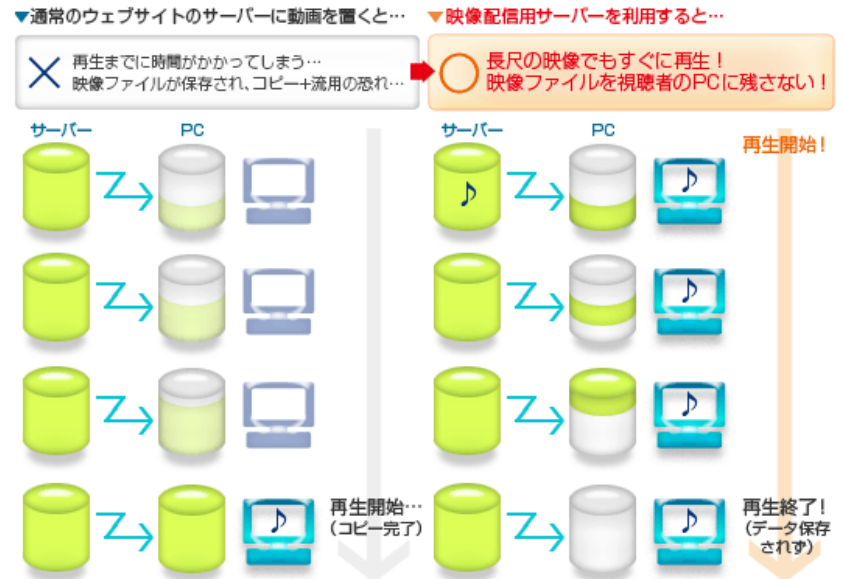 ▼通常のウェブサイトのサーバーに動画を置くと…
再生までに時間がかかってしまう…
映像ファイルが保存され、コピー+流用の恐れ…
▼映像配信用サーバーを利用すると…
長尺の映像でもすぐに再生！
映像ファイルを視聴者のPCに残さない！
サーバー
PC
再生開始…
（コピー完了）
サーバー
PC
再生開始！
再生終了！
（データ保存
されず）